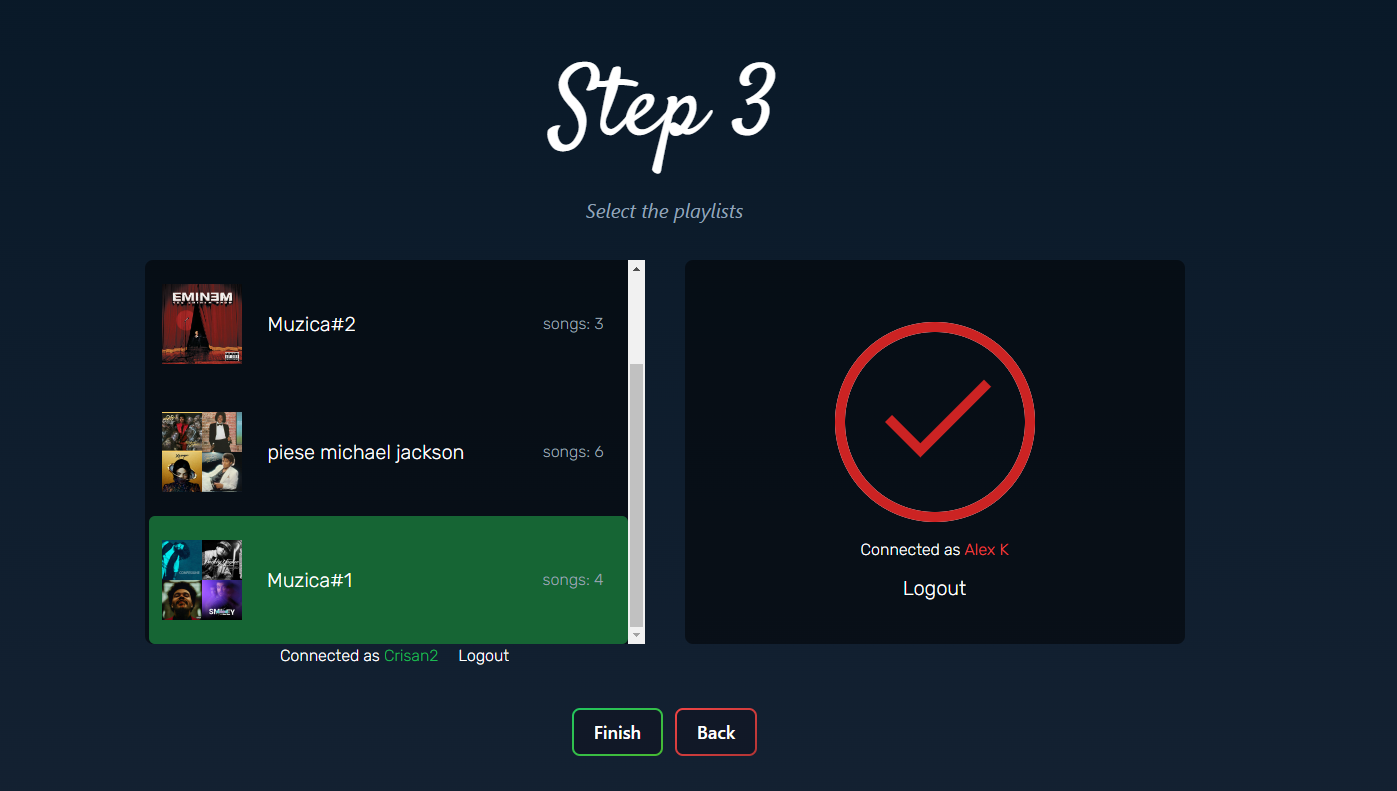 Step 3
Select the playlists
EMINEM
Muzica#2
songs: 3
piese michael jackson
songs: 6
SMILEY
Muzica#1
songs: 4
Connected as Crisan2 Logout
Connected as Alex K
Logout
Finish Back